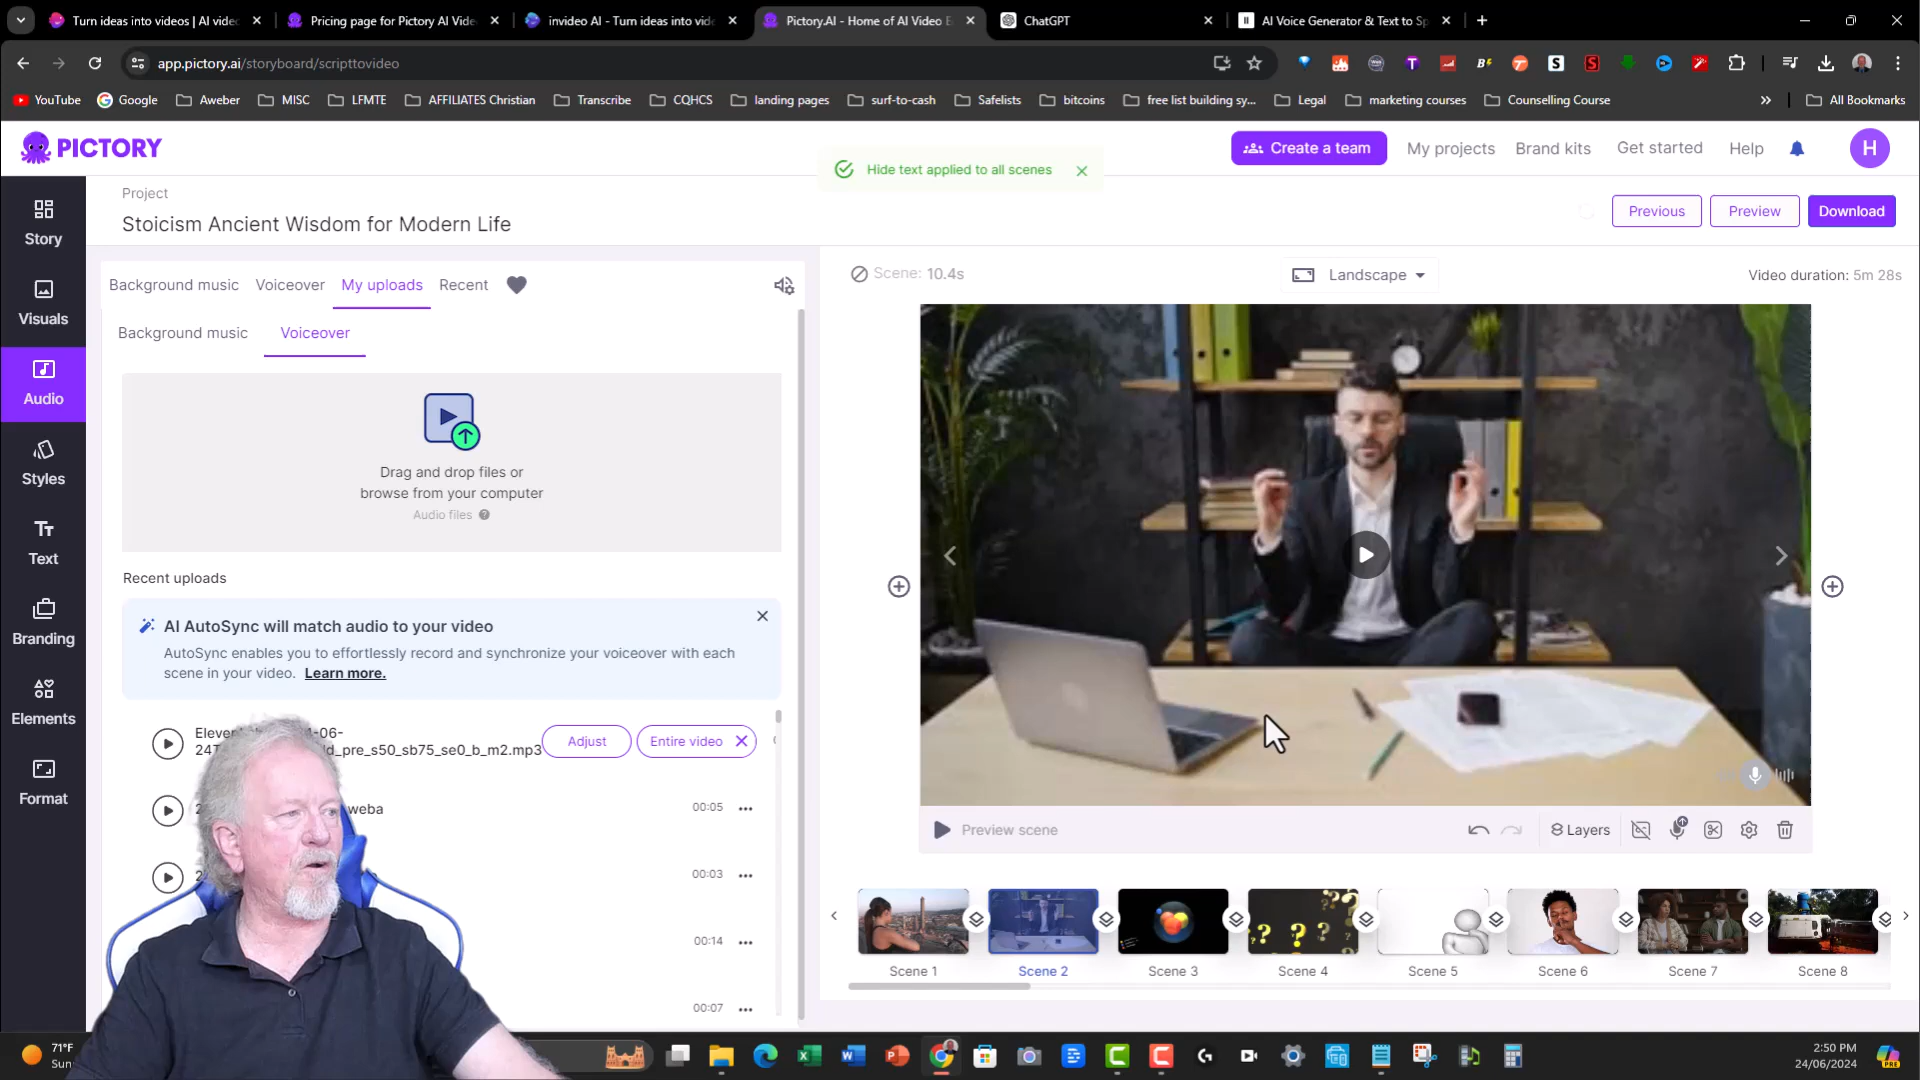 Turn ideas into videos | AI vide
Pricing page for Pictory AI Vide
invideo AI - Turn ideas into vid
Pictory.AI - Home of AI Video E
ChatGPT
AI Voice Generator & Text to Sp
app.pictory.ai/storyboard/scripttovideo
YouTube
Google
Aweber
MISC
LFMTE
AFFILIATES Christian
Transcribe
CQHCS
landing pages
surf-to-cash
Safelists
bitcoins
free list building sy...
Legal
marketing courses
Counselling Course
All Bookmarks
PICTORY
Hide text applied to all scenes
Create a team
My projects
Brand kits
Get started
Help
H
Project
Stoicism Ancient Wisdom for Modern Life
Previous
Preview
Download
Story
Visuals
Audio
Styles
Text
Branding
Elements
Format
Background music
Voiceover
My uploads
Recent
Background music
Voiceover
Drag and drop files or
browse from your computer
Audio files
Recent uploads
AI AutoSync will match audio to your video
AutoSync enables you to effortlessly record and synchronize your voiceover with each
scene in your video. Learn more.
d_pre_s50_sb75_se0_b_m2.mp3
Adjust
Entire video
weba
00:05
00:03
00:14
00:07
Scene: 10.4s
Landscape
Video duration: 5m 28s
Preview scene
Layers
Scene 1
Scene 2
Scene 3
Scene 4
Scene 5
Scene 6
Scene 7
Scene 8
71°F
2:50 PM
24/06/2024